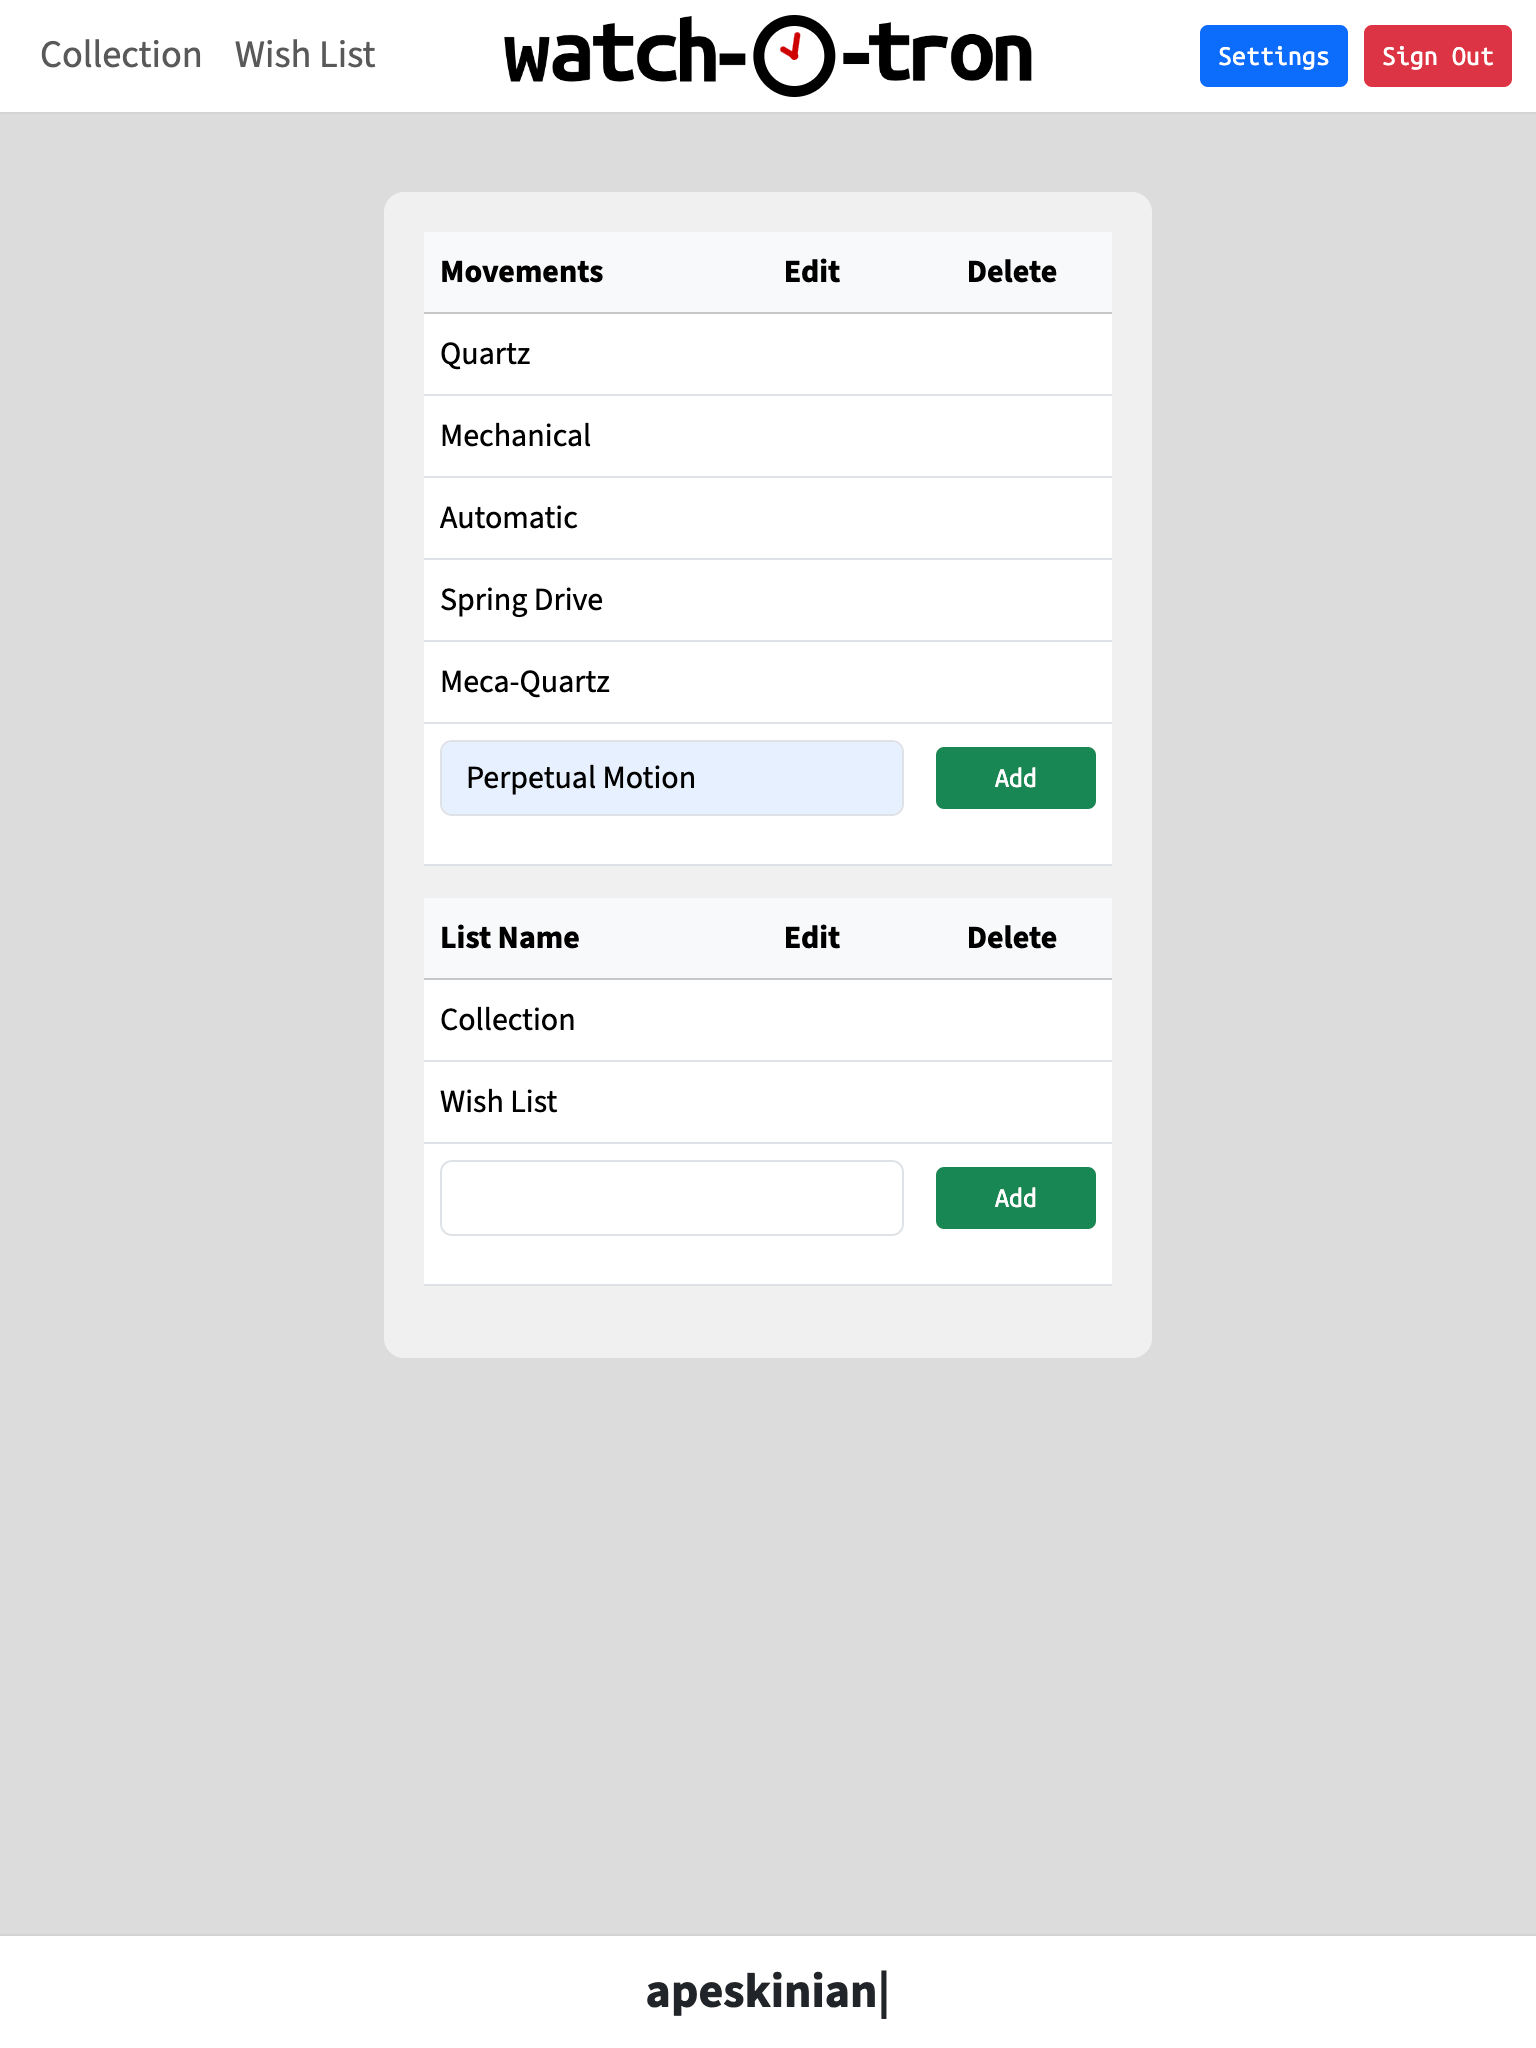 Collection Wish List watch-O-tron Settings Sign Out
Movements Edit Delete
Quartz
Mechanical
Automatic
Spring Drive
Meca-Quartz
Perpetual Motion Add
List Name Edit Delete
Collection
Wish List
Add
apeskinian|